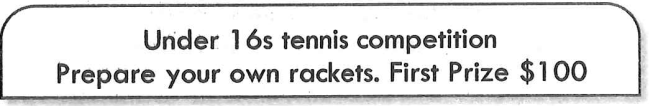 Under 16s tennis competition
Prepare your own rackets. First Prize $100